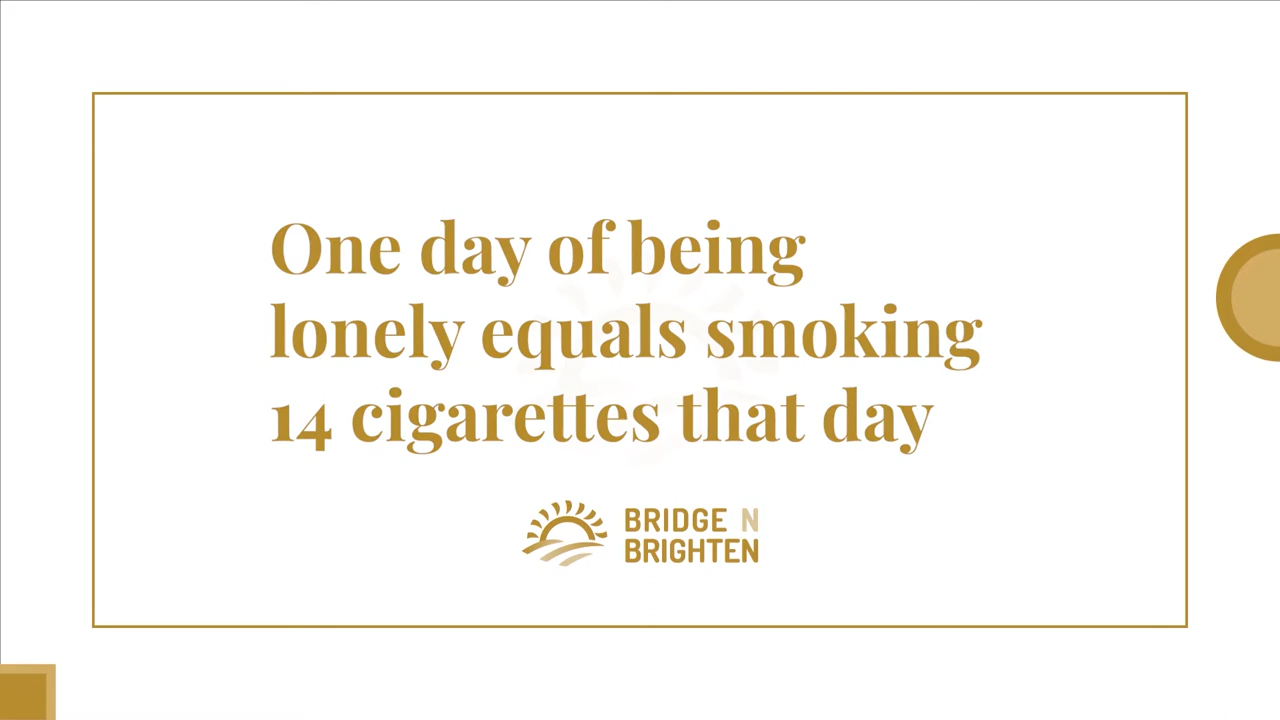 One day of being
lonely equals smoking
14 cigarettes that day
BRIDGE N
BRIGHTEN